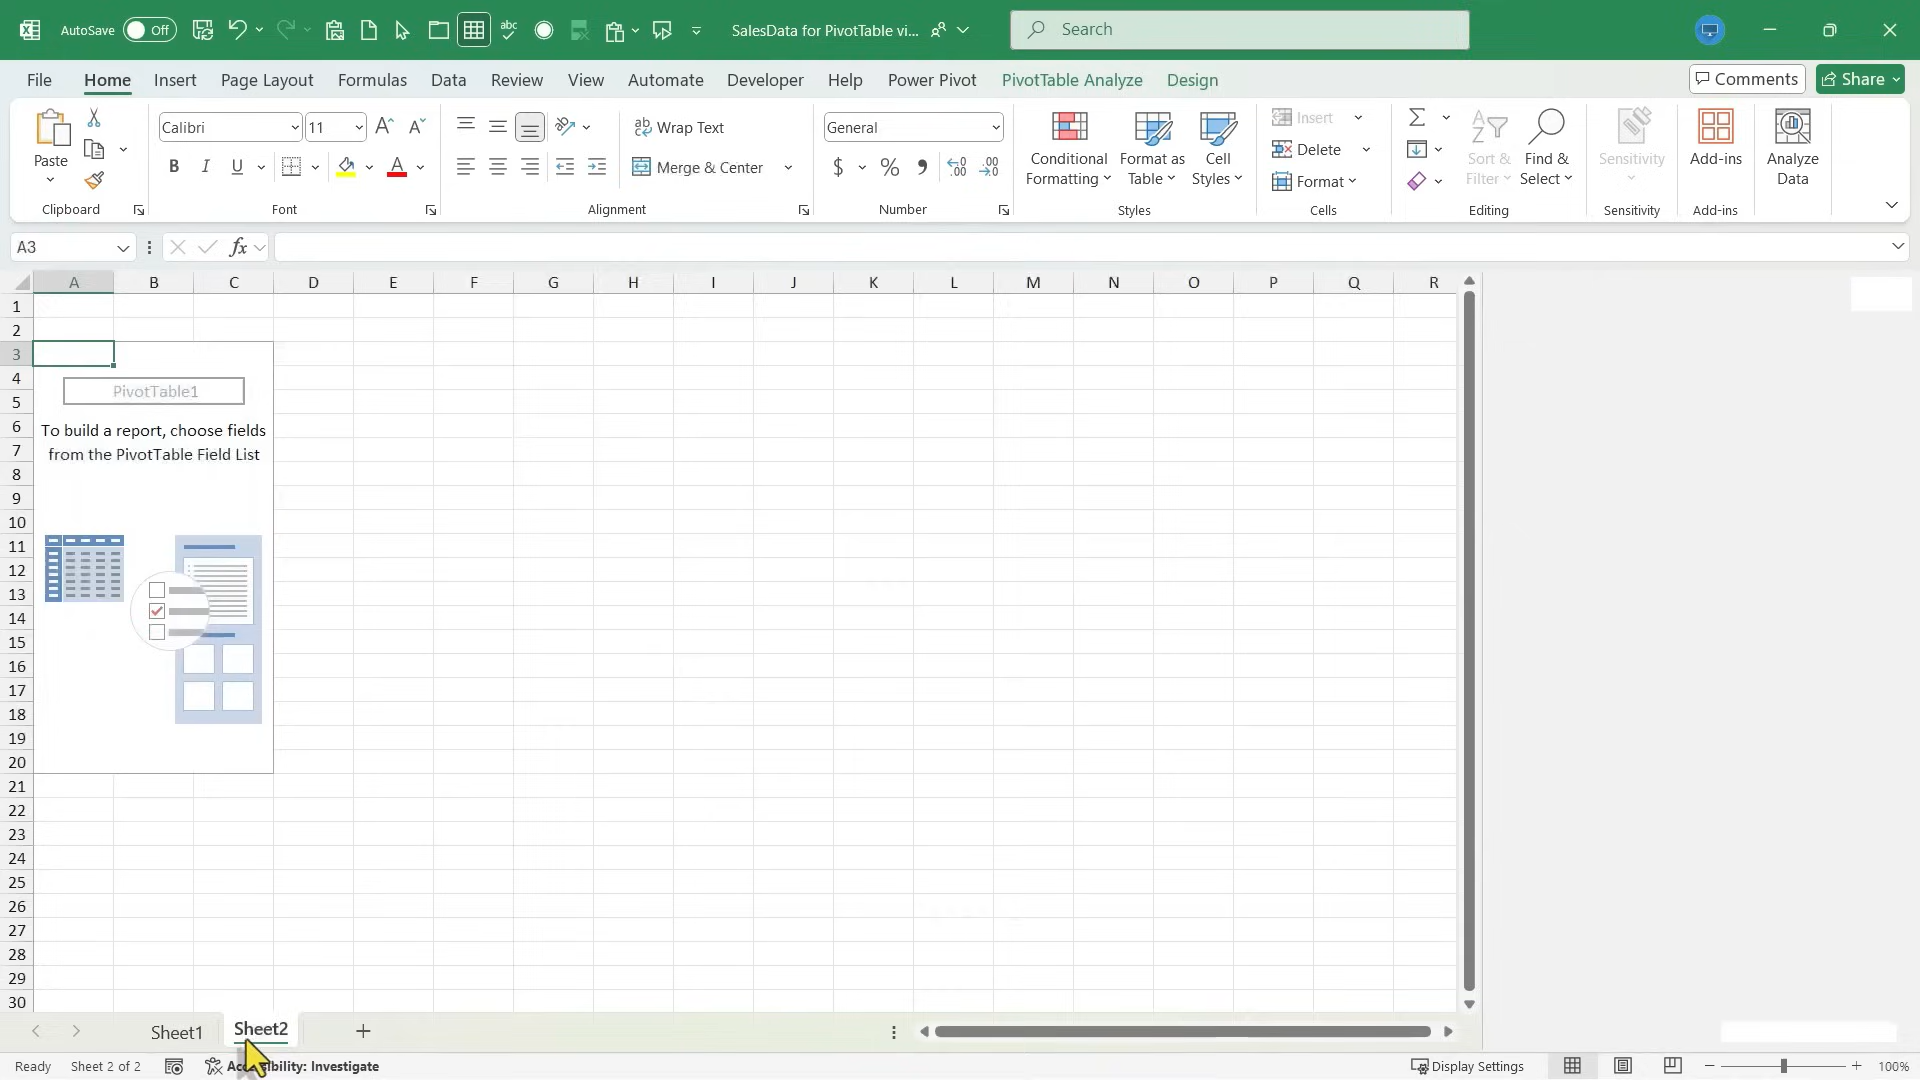 AutoSave Off SalesData for PivotTable vi... Search
File Home Insert Page Layout Formulas Data Review View Automate Developer Help Power Pivot PivotTable Analyze Design Comments Share
Calibri 11 Wrap Text General Insert
Paste B I U Merge & Center $ % Conditional Formatting Format as Table Cell Styles Delete Format Sort & Filter Find & Select Sensitivity Add-ins Analyze Data
Clipboard Font Alignment Number Styles Cells Editing Sensitivity Add-ins
A3 fx
A B C D E F G H I J K L M N O P Q R
1
2
3
4
PivotTable1
5
6
To build a report, choose fields
7
from the PivotTable Field List
8
9
10
11
12
13
14
15
16
17
18
19
20
21
22
23
24
25
26
27
28
29
30
Sheet1 Sheet2 +
Ready Sheet 2 of 2 Accessibility: Investigate Display Settings 100%